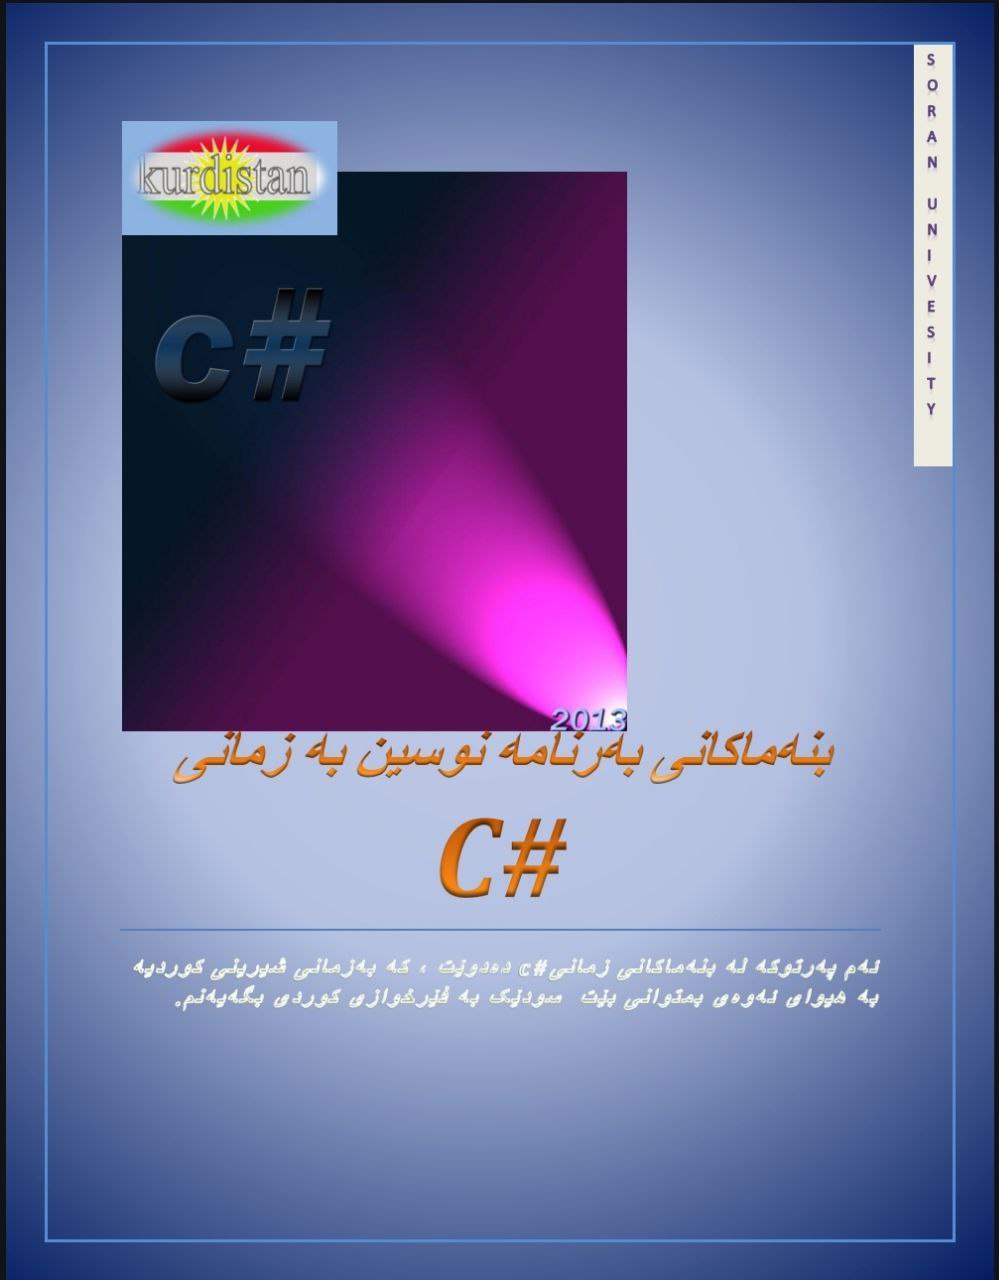 SORAN UNIVESITY
kurdistan
c#
2013
بنەماکانی بەرنامە نوسین بە زمانی
C#
ئەم پەرتوکە لە بنەماکانی زمانی c# دەدوێت ، کە بەزمانی شیرینی کوردیە
بە هیوای ئەوەی بمتوانی بێت سودێک بە فێرخوازی کوردی بگەیەنم.